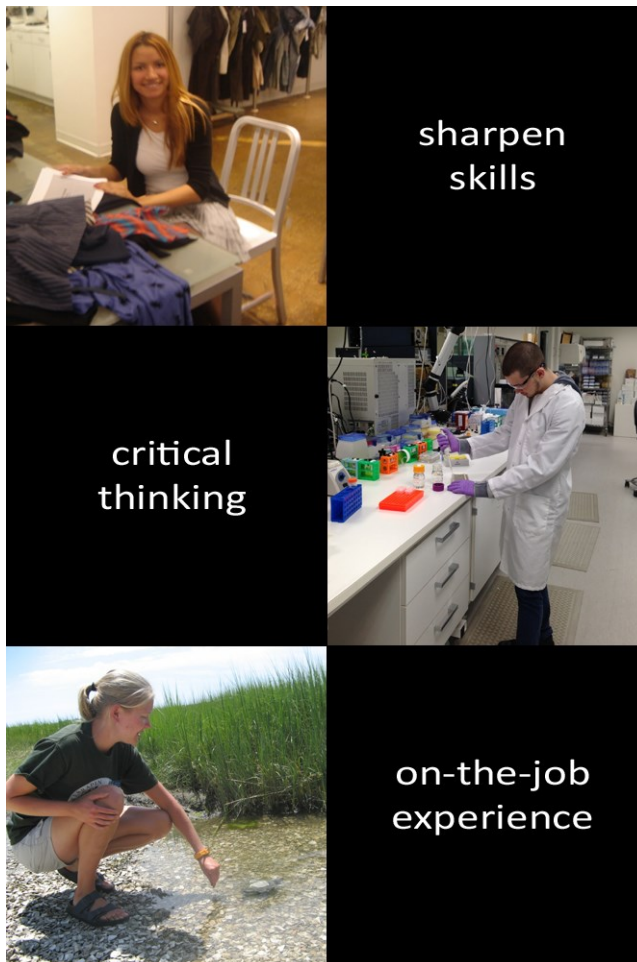 sharpen
skills
critical
thinking
on-the-job
experience